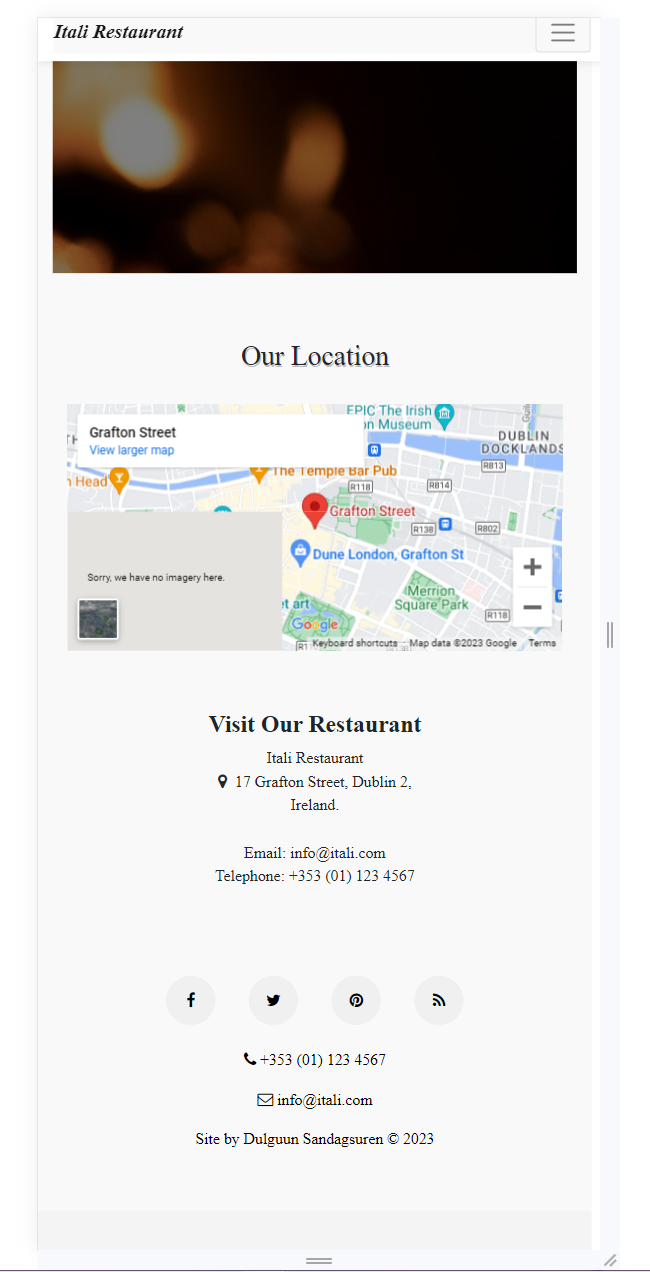 Itali Restaurant
Our Location
EPIC The Irish
Museum
Grafton Street
View larger map
DUBLIN
DOCKLANDS
R813
Head
The Temple Bar Pub
R118
R814
Grafton Street
R138
R802
Dune London, Grafton St
Sorry, we have no imagery here.
Merrion
Square Park
art
R118
Google
Keyboard shortcuts
Map data ©2023 Google
Terms
Visit Our Restaurant
Itali Restaurant
17 Grafton Street, Dublin 2,
Ireland.
Email: info@itali.com
Telephone: +353 (01) 123 4567
+353 (01) 123 4567
info@itali.com
Site by Dulguun Sandagsuren © 2023